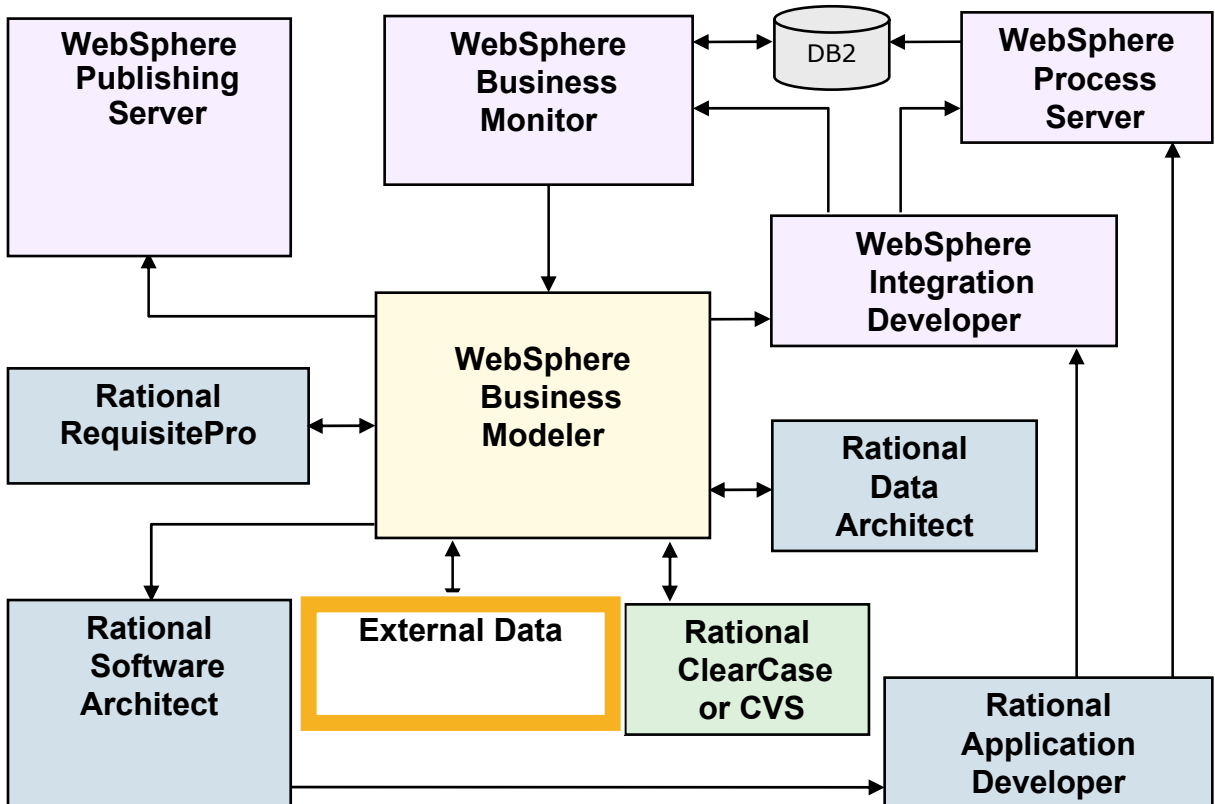 WebSphere
Publishing
Server
WebSphere
Business
Monitor
DB2
WebSphere
Process
Server
WebSphere
Integration
Developer
WebSphere
Business
Modeler
Rational
RequisitePro
Rational
Data
Architect
Rational
Software
Architect
External Data
Rational
ClearCase
or CVS
Rational
Application
Developer